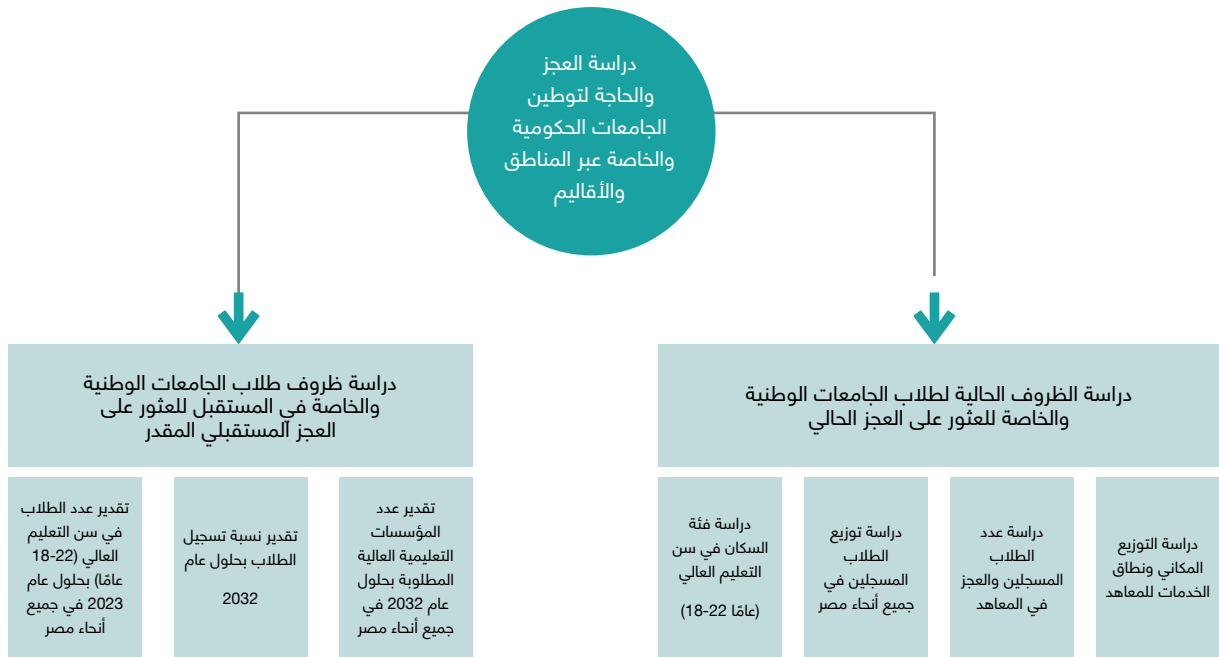 دراسة العجز
والحاجة لتوطين
الجامعات الحكومية
والخاصة عبر المناطق
والأقاليم
دراسة الظروف الحالية لطلاب الجامعات الوطنية
والخاصة للعثور على العجز الحالي
دراسة التوزيع
المكاني ونطاق
الخدمات للمعاهد
دراسة عدد
الطلاب
المسجلين والعجز
في المعاهد
دراسة توزيع
الطلاب
المسجلين في
جميع أنحاء مصر
دراسة فئة
السكان في سن
التعليم العالي
(18-22 عامًا)
دراسة ظروف طلاب الجامعات الوطنية
والخاصة في المستقبل للعثور على
العجز المستقبلي المقدر
تقدير عدد
المؤسسات
التعليمية العالية
المطلوبة بحلول
عام 2032 في
جميع أنحاء مصر
تقدير نسبة تسجيل
الطلاب بحلول عام
2032
تقدير عدد الطلاب
في سن التعليم
العالي (22-18
عامًا) بحلول عام
2023 في جميع
أنحاء مصر